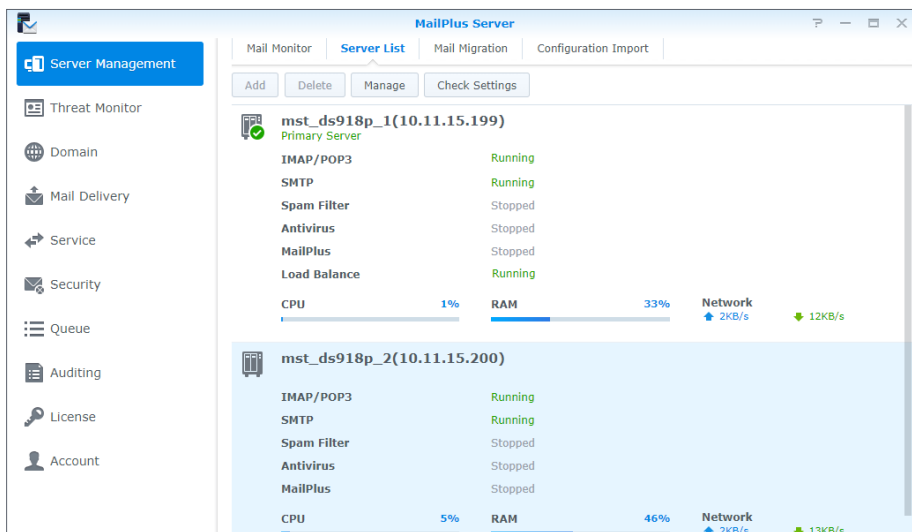 MailPlus Server
Server Management
Threat Monitor
Domain
Mail Delivery
Service
Security
Queue
Auditing
License
Account
Mail Monitor Server List Mail Migration Configuration Import
Add Delete Manage Check Settings
mst_ds918p_1(10.11.15.199)
Primary Server
IMAP/POP3 Running
SMTP Running
Spam Filter Stopped
Antivirus Stopped
MailPlus Stopped
Load Balance Running
CPU 1% RAM 33% Network
2KB/s 12KB/s
mst_ds918p_2(10.11.15.200)
IMAP/POP3 Running
SMTP Running
Spam Filter Stopped
Antivirus Stopped
MailPlus Stopped
CPU 5% RAM 46% Network
2KB/s 13KB/s